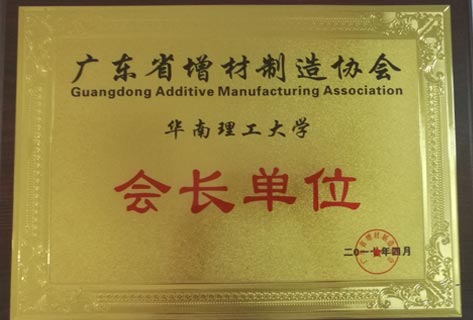 广东省增材制造协会
Guangdong Additive Manufacturing Association
华南理工大学
会长单位
二〇一七年四月